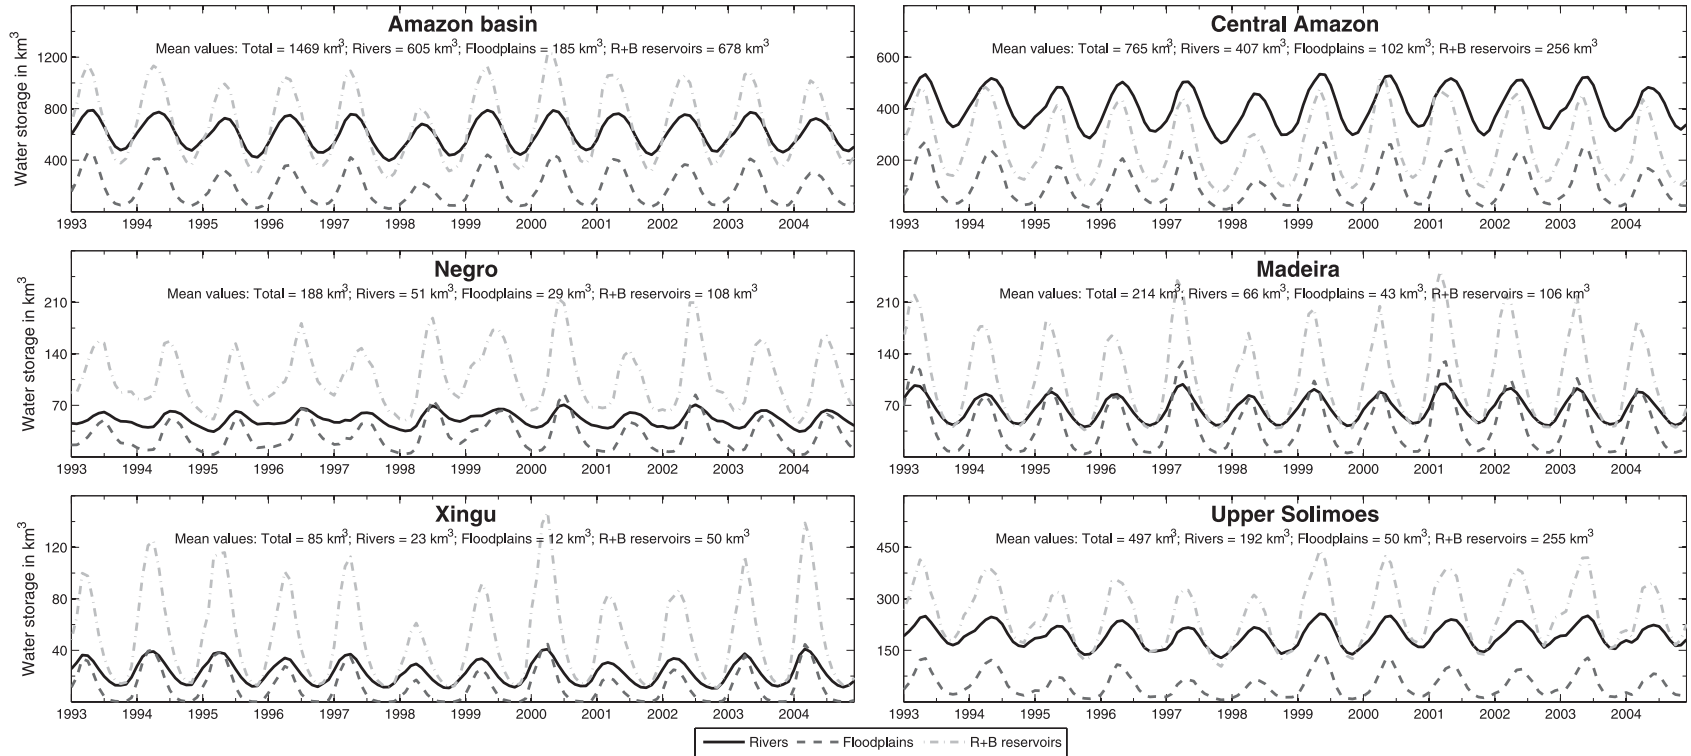 Amazon basin
Mean values: Total = 1469 km³; Rivers = 605 km³; Floodplains = 185 km³; R+B reservoirs = 678 km³
Water storage in km³
1200
800
400
1993 1994 1995 1996 1997 1998 1999 2000 2001 2002 2003 2004
Central Amazon
Mean values: Total = 765 km³; Rivers = 407 km³; Floodplains = 102 km³; R+B reservoirs = 256 km³
600
400
200
1993 1994 1995 1996 1997 1998 1999 2000 2001 2002 2003 2004
Negro
Mean values: Total = 188 km³; Rivers = 51 km³; Floodplains = 29 km³; R+B reservoirs = 108 km³
Water storage in km³
210
140
70
1993 1994 1995 1996 1997 1998 1999 2000 2001 2002 2003 2004
Madeira
Mean values: Total = 214 km³; Rivers = 66 km³; Floodplains = 43 km³; R+B reservoirs = 106 km³
210
140
70
1993 1994 1995 1996 1997 1998 1999 2000 2001 2002 2003 2004
Xingu
Mean values: Total = 85 km³; Rivers = 23 km³; Floodplains = 12 km³; R+B reservoirs = 50 km³
Water storage in km³
120
80
40
1993 1994 1995 1996 1997 1998 1999 2000 2001 2002 2003 2004
Upper Solimoes
Mean values: Total = 497 km³; Rivers = 192 km³; Floodplains = 50 km³; R+B reservoirs = 255 km³
450
300
150
1993 1994 1995 1996 1997 1998 1999 2000 2001 2002 2003 2004
Rivers Floodplains R+B reservoirs